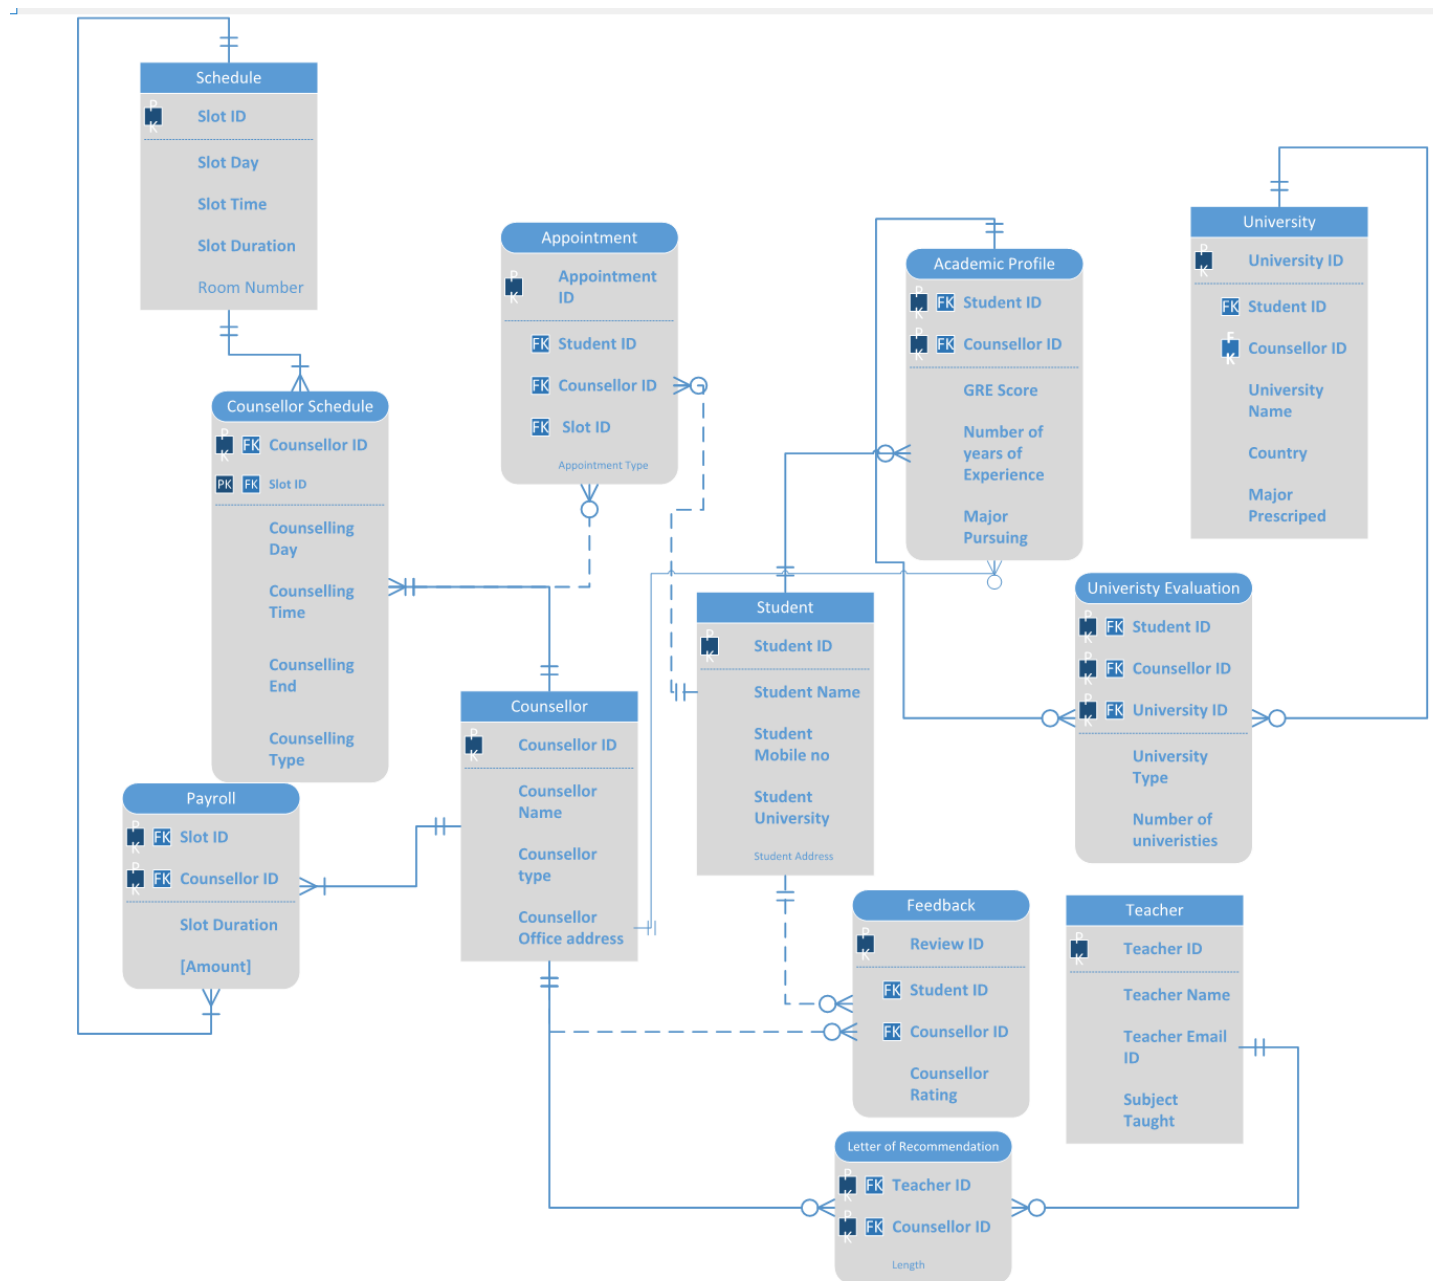 Schedule
PK Slot ID
Slot Day
Slot Time
Slot Duration
Room Number
Appointment
PK Appointment
ID
FK Student ID
FK Counsellor ID
FK Slot ID
Appointment Type
Academic Profile
PK FK Student ID
PK FK Counsellor ID
GRE Score
Number of
years of
Experience
Major
Pursuing
University
PK University ID
FK Student ID
FK Counsellor ID
University
Name
Country
Major
Prescriped
Counsellor Schedule
PK FK Counsellor ID
PK FK Slot ID
Counselling
Day
Counselling
Time
Counselling
End
Counselling
Type
Univeristy Evaluation
PK FK Student ID
PK FK Counsellor ID
PK FK University ID
University
Type
Number of
univeristies
Student
PK Student ID
Student Name
Student
Mobile no
Student
University
Student Address
Counsellor
PK Counsellor ID
Counsellor
Name
Counsellor
type
Counsellor
Office address
Payroll
PK FK Slot ID
PK FK Counsellor ID
Slot Duration
[Amount]
Feedback
PK Review ID
FK Student ID
FK Counsellor ID
Counsellor
Rating
Teacher
PK Teacher ID
Teacher Name
Teacher Email
ID
Subject
Taught
Letter of Recommendation
PK FK Teacher ID
PK FK Counsellor ID
Length